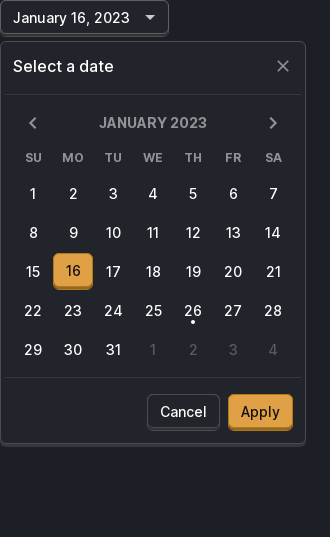 January 16, 2023
Select a date
JANUARY 2023
SU MO TU WE TH FR SA
1 2 3 4 5 6 7
8 9 10 11 12 13 14
15 16 17 18 19 20 21
22 23 24 25 26 27 28
29 30 31 1 2 3 4
Cancel Apply